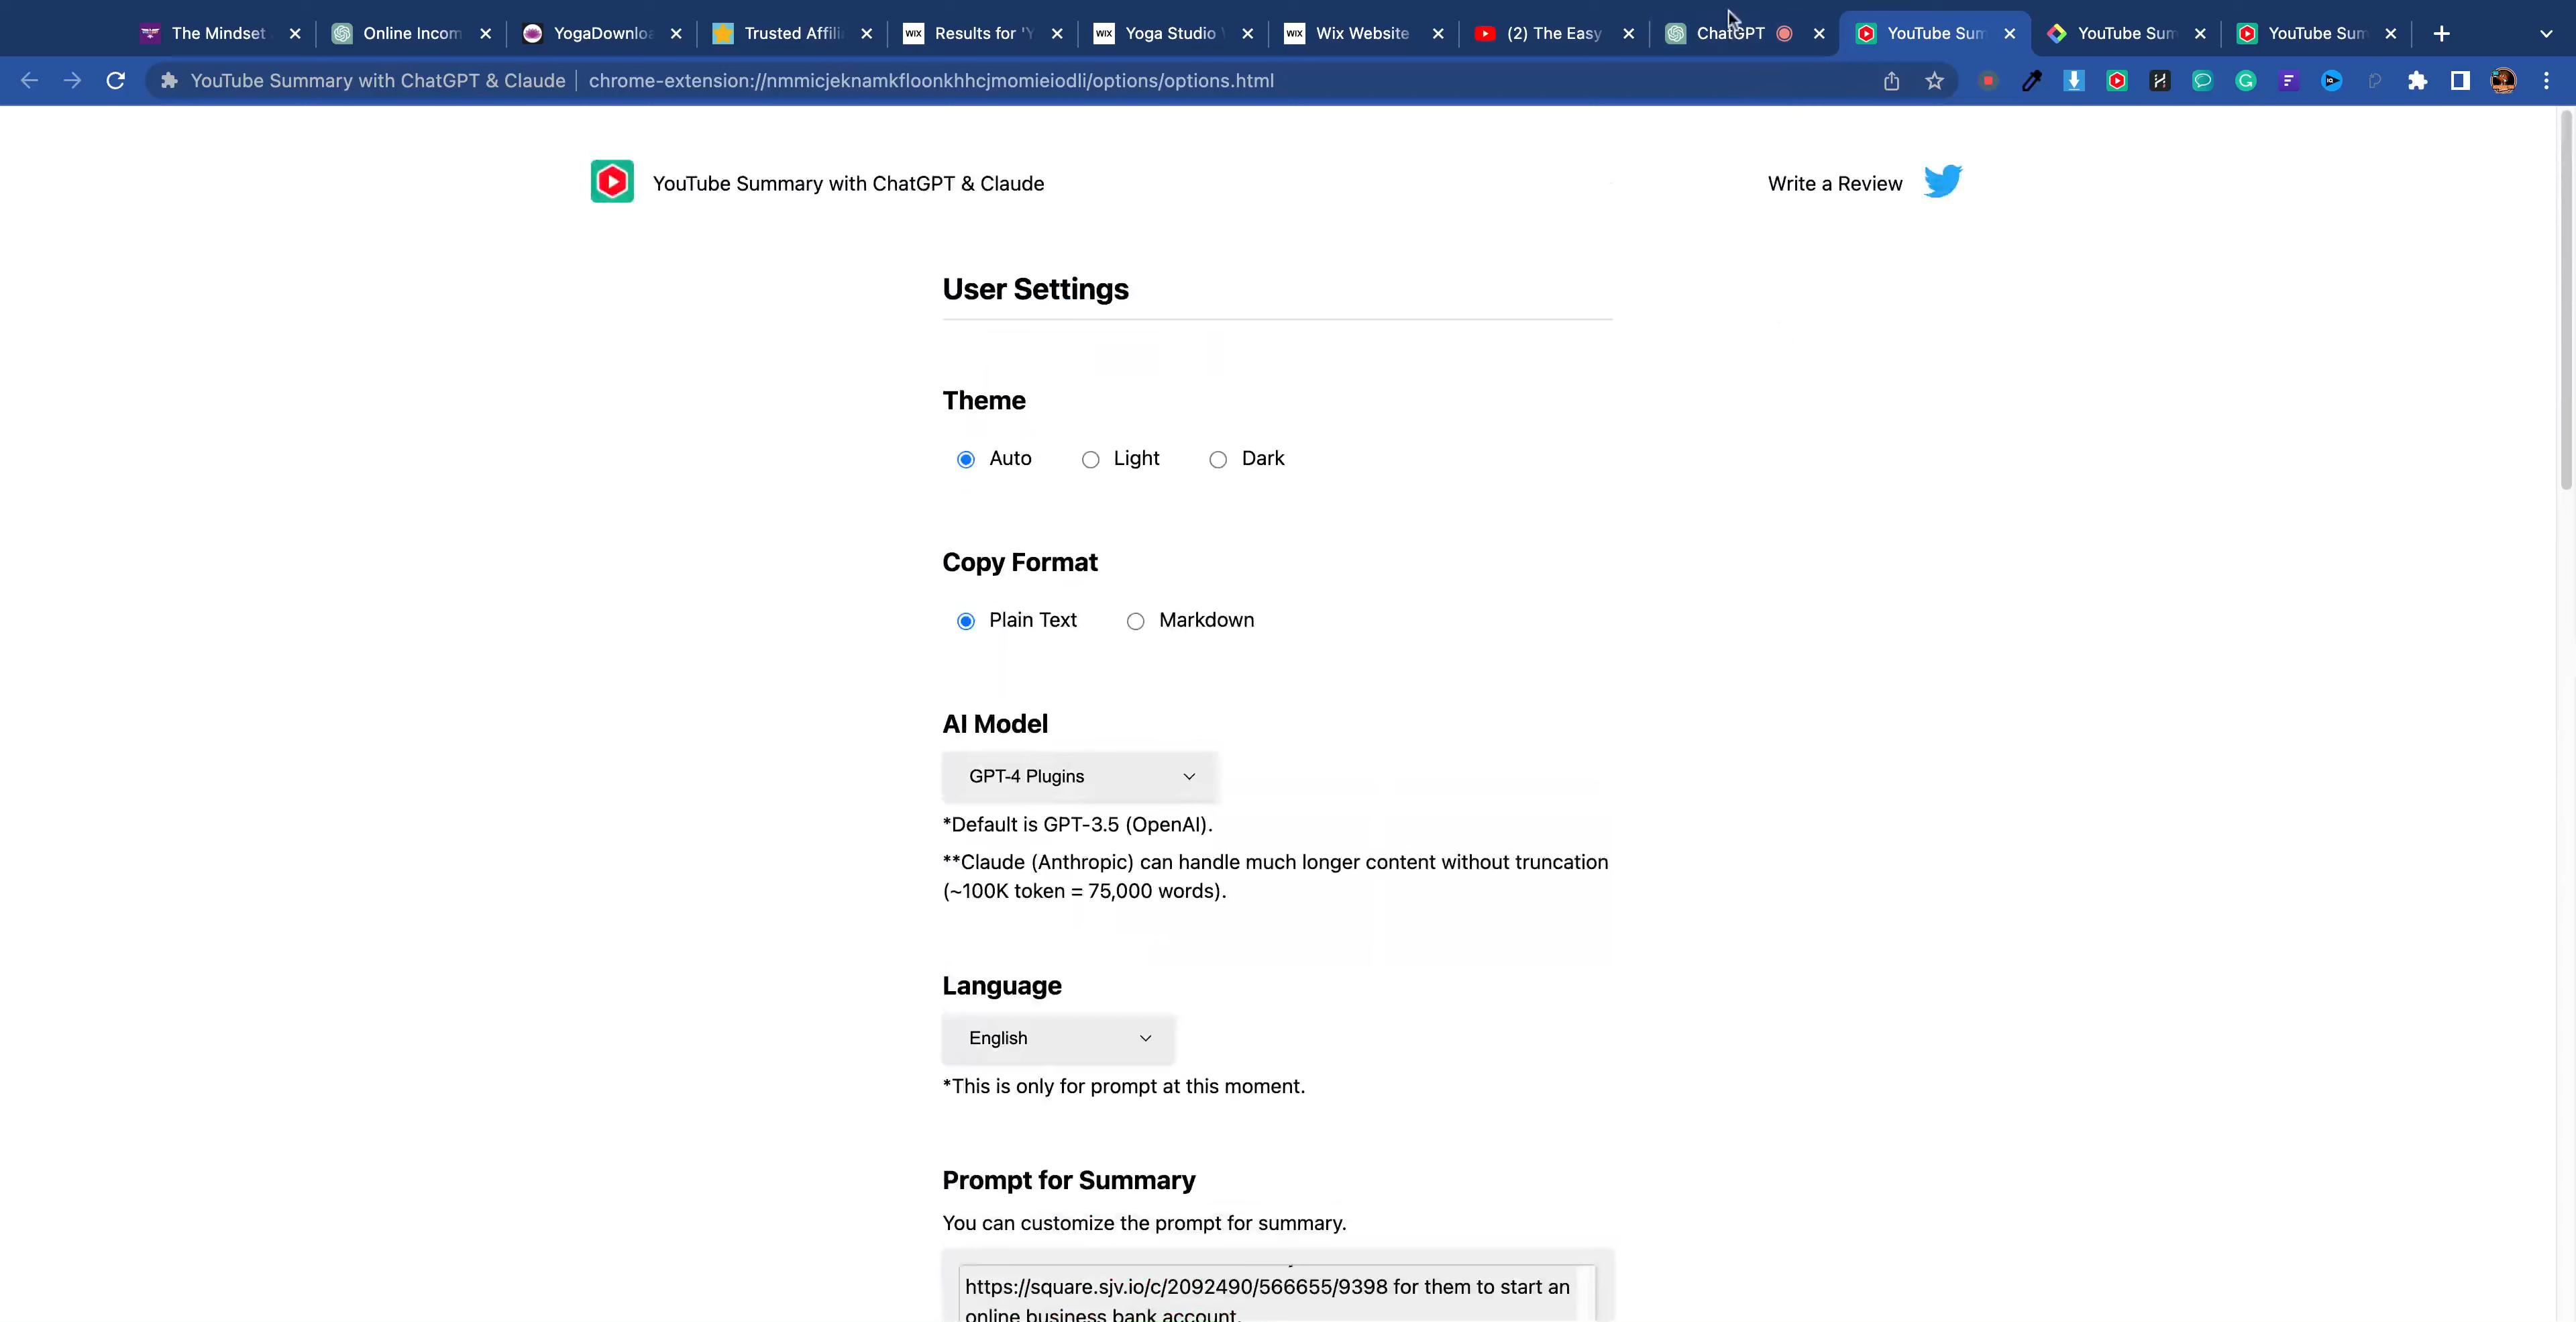 The Mindset
Online Incom
YogaDownlo
Trusted Affili
WIX Results for 'Y
WIX Yoga Studio
WIX Wix Website
(2) The Easy
ChatGPT
YouTube Sum
YouTube Sum
YouTube Sum
YouTube Summary with ChatGPT & Claude | chrome-extension://nmmicjeknamkfloonkhhcjmomieiodli/options/options.html
YouTube Summary with ChatGPT & Claude
Write a Review
User Settings
Theme
Auto Light Dark
Copy Format
Plain Text Markdown
AI Model
GPT-4 Plugins
*Default is GPT-3.5 (OpenAI).
**Claude (Anthropic) can handle much longer content without truncation
(~100K token = 75,000 words).
Language
English
*This is only for prompt at this moment.
Prompt for Summary
You can customize the prompt for summary.
https://square.sjv.io/c/2092490/566655/9398 for them to start an
online business bank account.